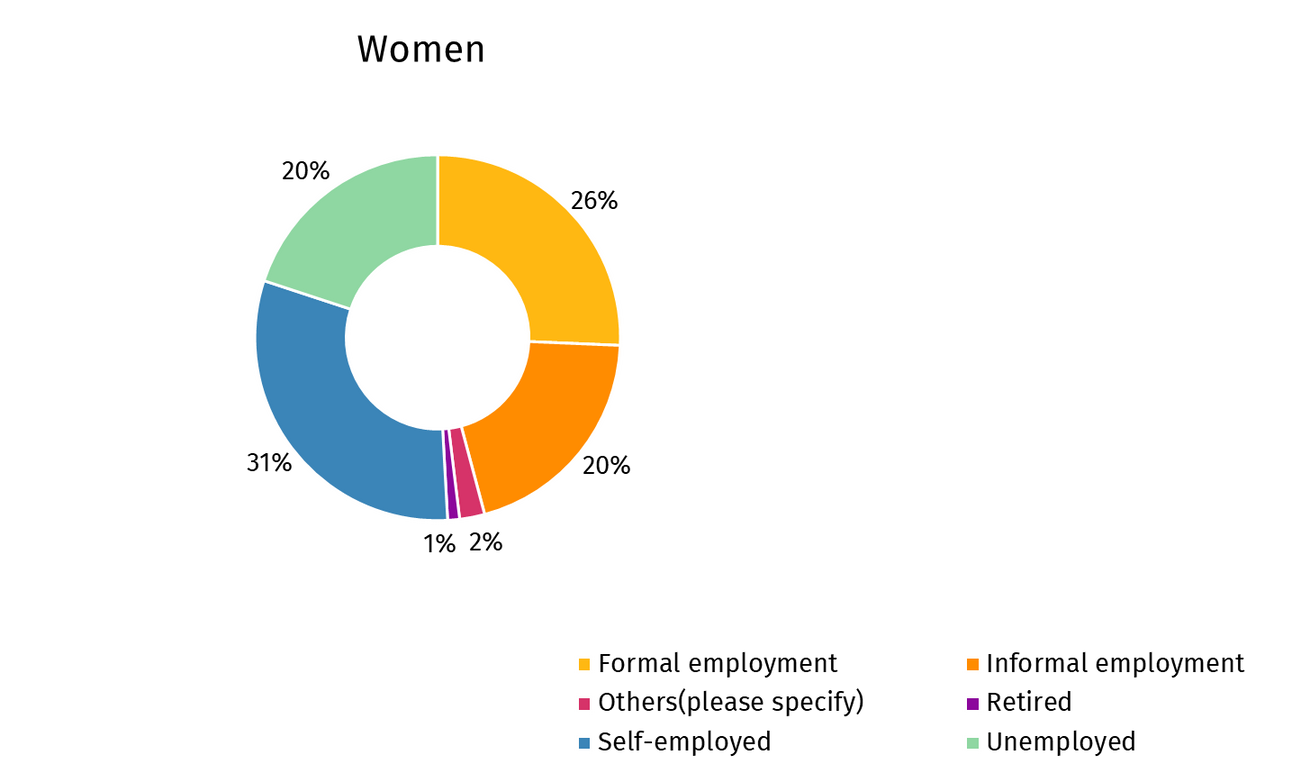 Women
20%
26%
31%
20%
1%
2%
Formal employment
Informal employment
Others(please specify)
Retired
Self-employed
Unemployed